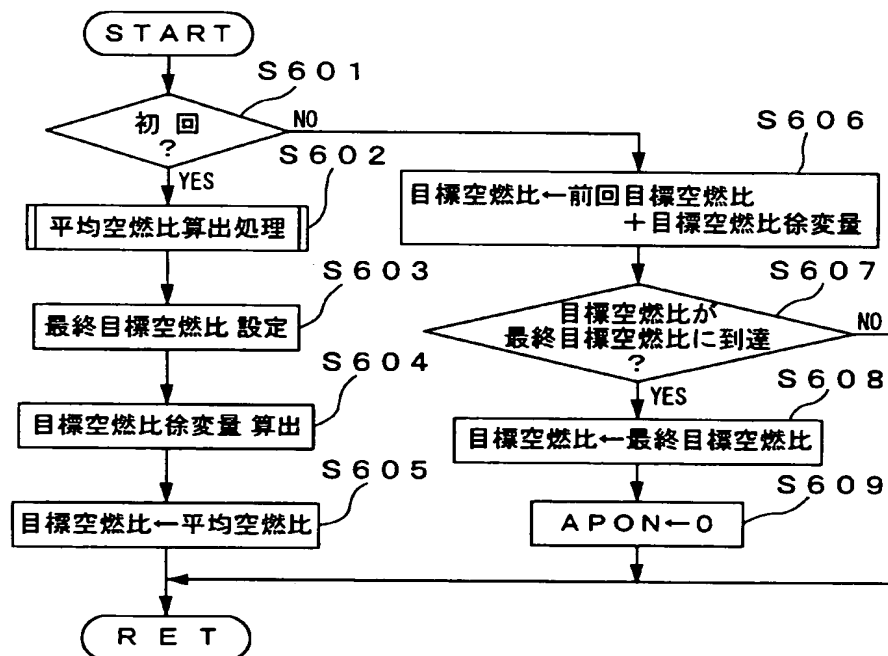 START
S601
初回
?
NO
YES
S602
平均空燃比算出処理
S603
最終目標空燃比 設定
S604
目標空燃比徐変量 算出
S605
目標空燃比←平均空燃比
S606
目標空燃比←前回目標空燃比
+目標空燃比徐変量
S607
目標空燃比が
最終目標空燃比に到達
?
NO
YES
S608
目標空燃比←最終目標空燃比
S609
APON←0
RET